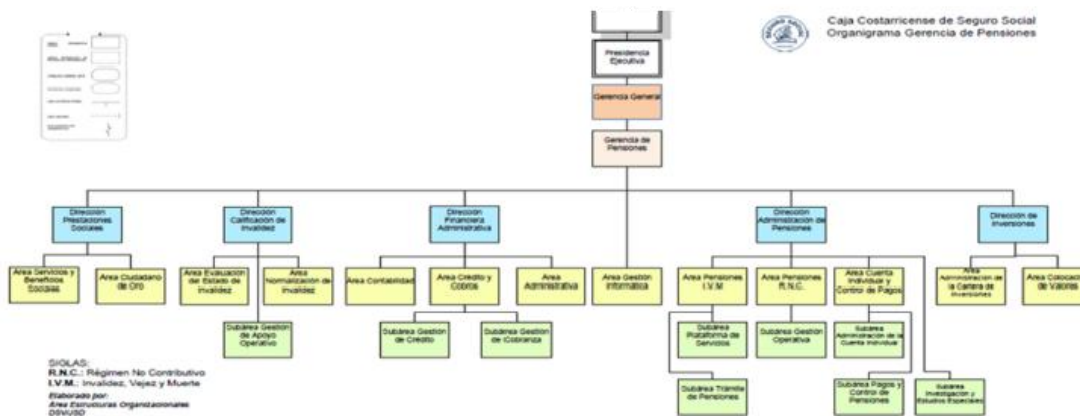 Caja Costarricense de Seguro Social
Organigrama Gerencia de Pensiones
SEGURO SOCIAL
Presidencia
Ejecutiva
Gerencia General
Gerencia de
Pensiones
Dirección
Prestaciones
Sociales
Dirección
Calificación de
Invalidez
Dirección
Financiera
Administrativa
Dirección
Administración de
Pensiones
Dirección de
Inversiones
Área Servicios y
Beneficios
Sociales
Área Ciudadano
de Oro
Área Evaluación
del Estado de
Invalidez
Área
Normalización de
Invalidez
Área Contabilidad
Área Crédito y
Cobros
Área
Administrativa
Área Gestión
Informática
Área Pensiones
I.V.M
Área Pensiones
R.N.C.
Área Cuenta
Individual y
Control de Pagos
Área
Administración de
la Cartera de
Inversiones
Área Colocación
de Valores
Subárea Gestión
de Apoyo
Operativo
Subárea Gestión
de Crédito
Subárea Gestión
de Cobranza
Subárea
Plataforma de
Servicios
Subárea Gestión
Operativa
Subárea
Administración de la
Cuenta Individual
Subárea Trámite
de Pensiones
Subárea Pagos y
Control de
Pensiones
Subárea
Investigación y
Estudios Especiales
SIGLAS:
R.N.C.: Régimen No Contributivo
I.V.M.: Invalidez, Vejez y Muerte
Elaborado por:
Área Estructuras Organizacionales